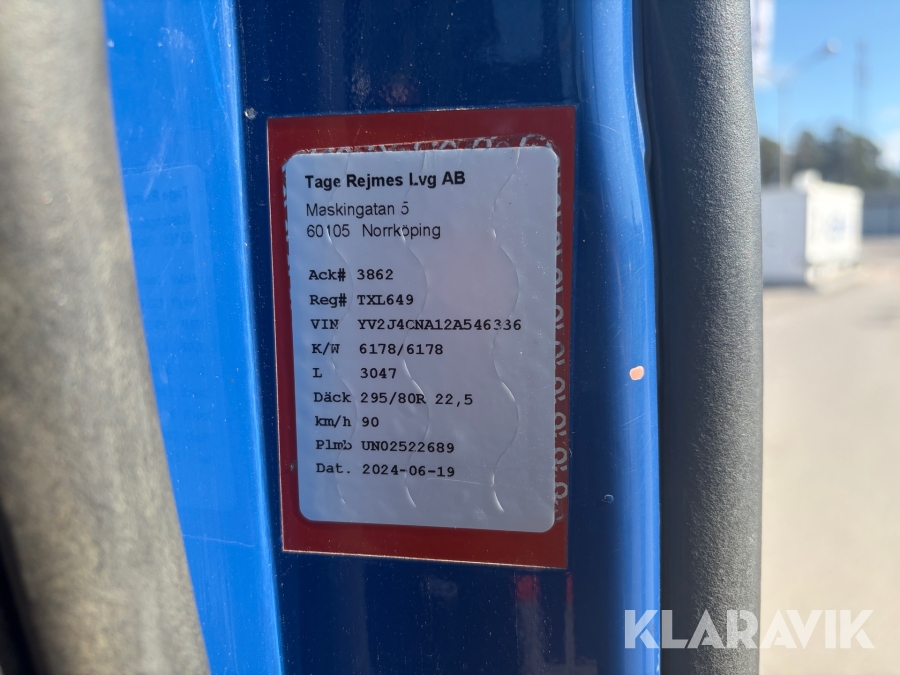 Tage Rejmes Lvg AB
Maskingatan 5
60105 Norrköping
Ack# 3862
Reg# TXL649
VIN YV2J4CNA12A546336
K/W 6178/6178
L 3047
Däck 295/80R 22,5
km/h 90
Plmb UN02522689
Dat. 2024-06-19
KLARAVIK